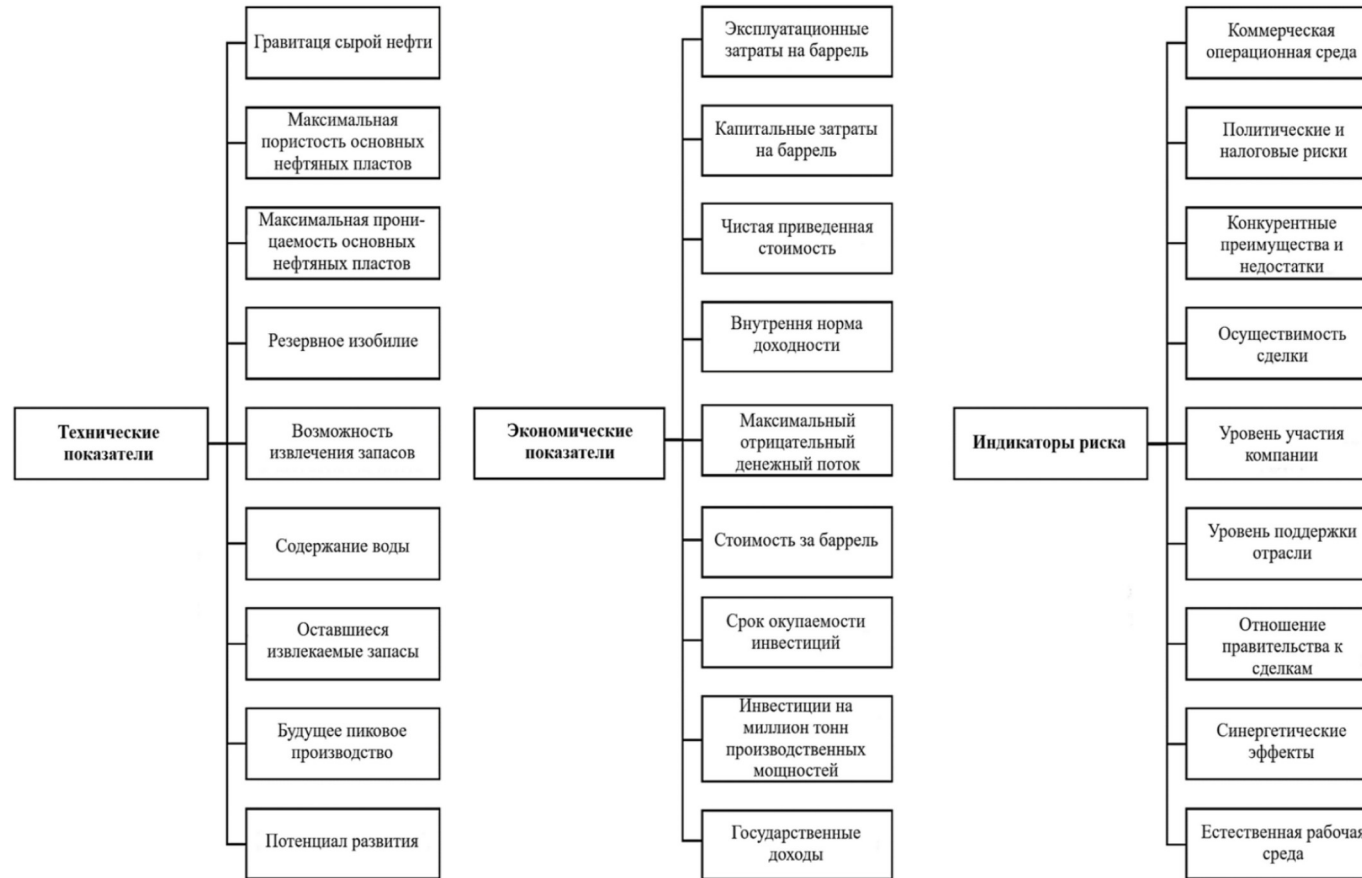 Технические
показатели
Гравитаця сырой нефти
Максимальная
пористость основных
нефтяных пластов
Максимальная прони-
цаемость основных
нефтяных пластов
Резервное изобилие
Возможность
извлечения запасов
Содержание воды
Оставшиеся
извлекаемые запасы
Будущее пиковое
производство
Потенциал развития
Экономические
показатели
Эксплуатационные
затраты на баррель
Капитальные затраты
на баррель
Чистая приведенная
стоимость
Внутрення норма
доходности
Максимальный
отрицательный
денежный поток
Стоимость за баррель
Срок окупаемости
инвестиций
Инвестиции на
миллион тонн
производственных
мощностей
Государственные
доходы
Индикаторы риска
Коммерческая
операционная среда
Политические и
налоговые риски
Конкурентные
преимущества и
недостатки
Осуществимость
сделки
Уровень участия
компании
Уровень поддержки
отрасли
Отношение
правительства к
сделкам
Синергетические
эффекты
Естественная рабочая
среда